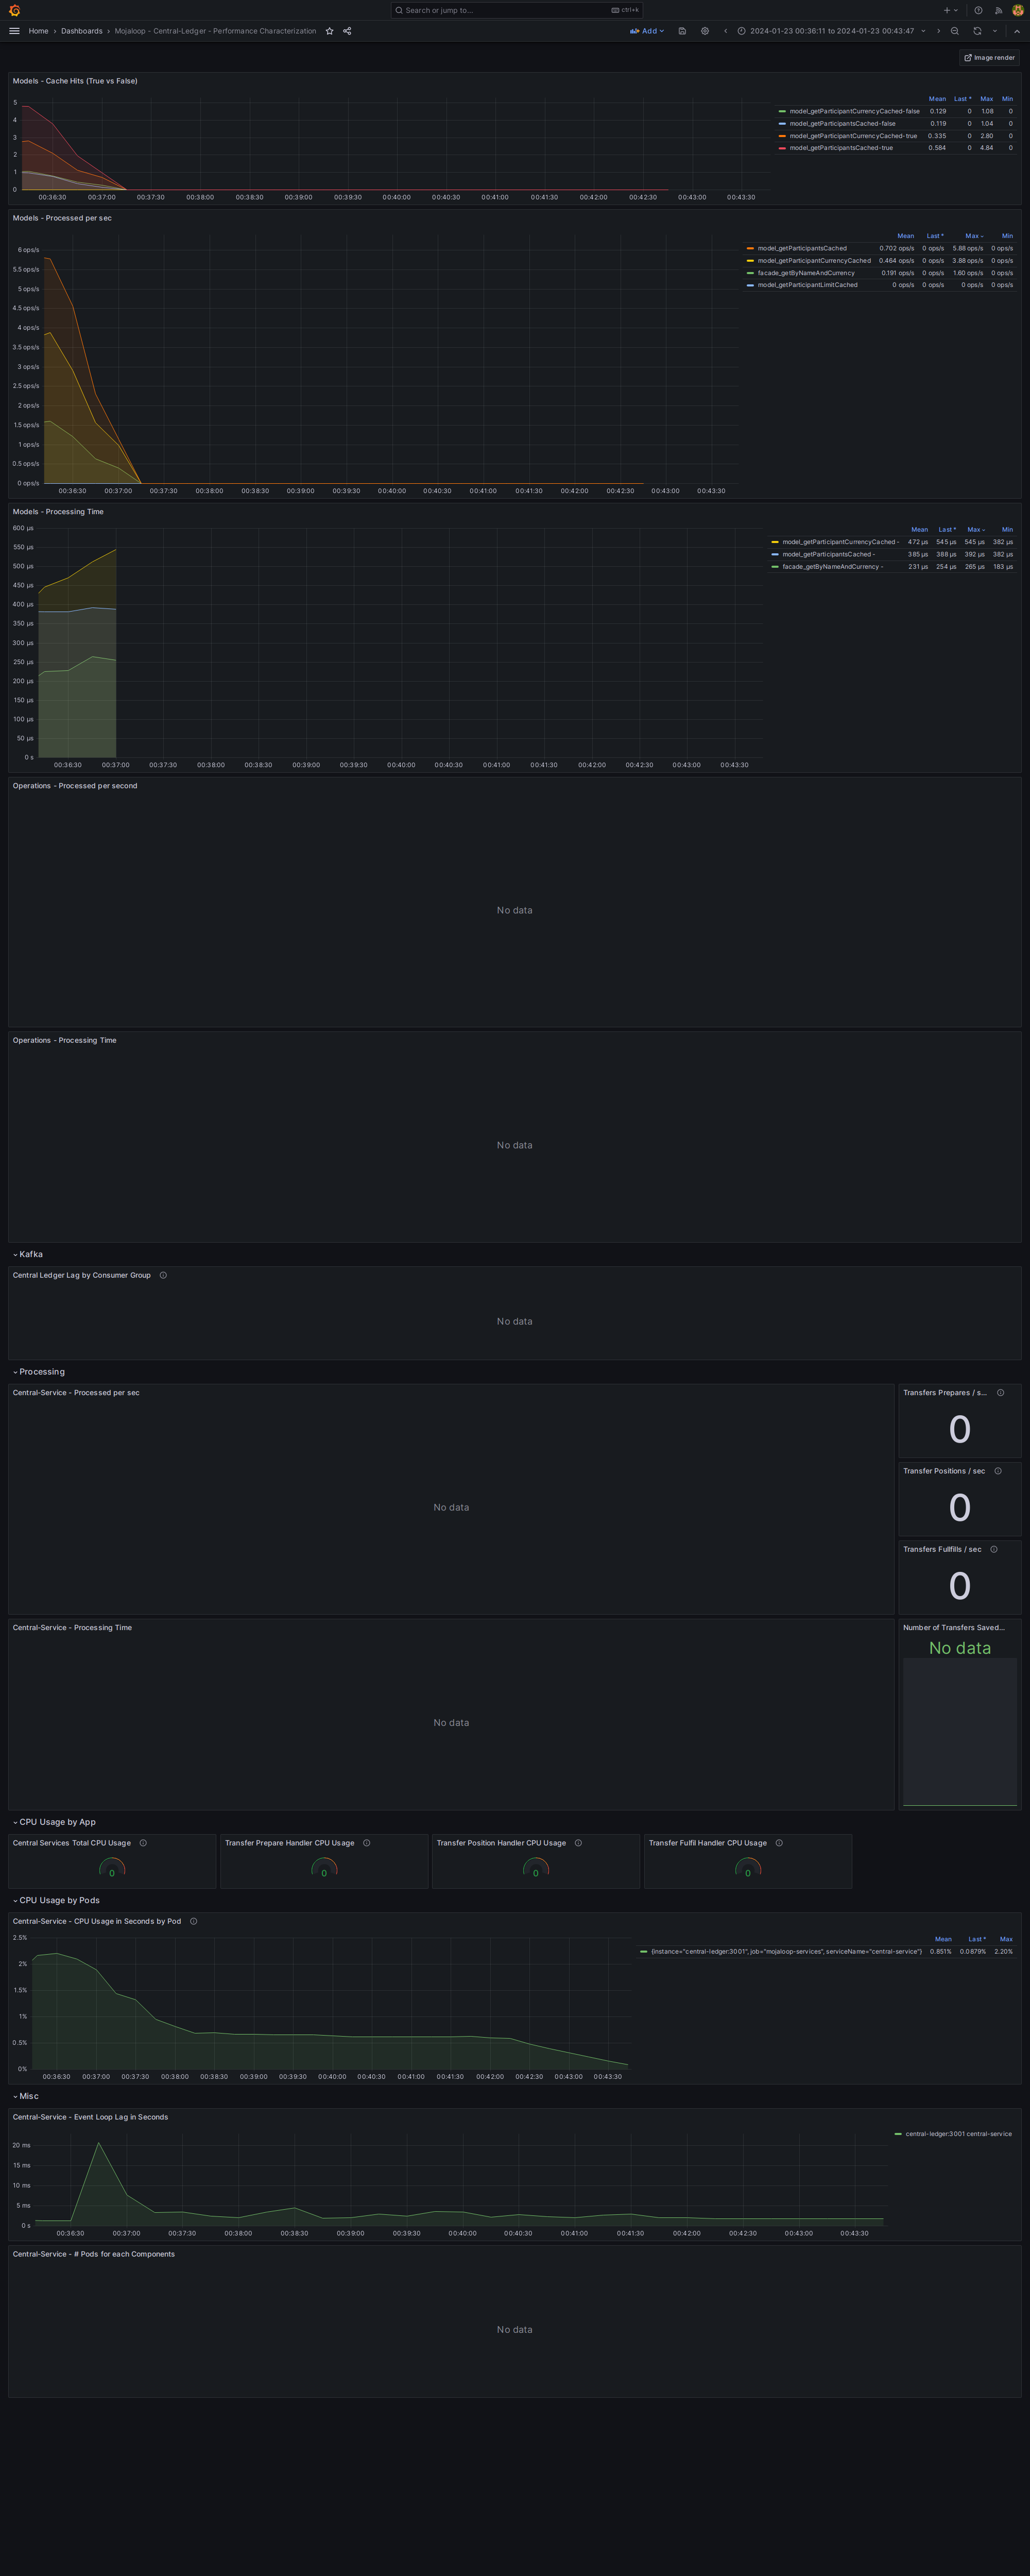 Search or jump to... ctrl+k
Home › Dashboards › Mojaloop - Central-Ledger - Performance Characterization Add 2024-01-23 00:36:11 to 2024-01-23 00:43:47
Image render
Models - Cache Hits (True vs False)
Mean Last * Max Min
model_getParticipantCurrencyCached-false 0.129 0 1.08 0
model_getParticipantsCached-false 0.119 0 1.04 0
model_getParticipantCurrencyCached-true 0.335 0 2.80 0
model_getParticipantsCached-true 0.584 0 4.84 0
5
4
3
2
1
0
00:36:30 00:37:00 00:37:30 00:38:00 00:38:30 00:39:00 00:39:30 00:40:00 00:40:30 00:41:00 00:41:30 00:42:00 00:42:30 00:43:00 00:43:30
Models - Processed per sec
Mean Last * Max Min
model_getParticipantsCached 0.702 ops/s 0 ops/s 5.88 ops/s 0 ops/s
model_getParticipantCurrencyCached 0.464 ops/s 0 ops/s 3.88 ops/s 0 ops/s
facade_getByNameAndCurrency 0.191 ops/s 0 ops/s 1.60 ops/s 0 ops/s
model_getParticipantLimitCached 0 ops/s 0 ops/s 0 ops/s 0 ops/s
6 ops/s
5.5 ops/s
5 ops/s
4.5 ops/s
4 ops/s
3.5 ops/s
3 ops/s
2.5 ops/s
2 ops/s
1.5 ops/s
1 ops/s
0.5 ops/s
0 ops/s
00:36:30 00:37:00 00:37:30 00:38:00 00:38:30 00:39:00 00:39:30 00:40:00 00:40:30 00:41:00 00:41:30 00:42:00 00:42:30 00:43:00 00:43:30
Models - Processing Time
Mean Last * Max Min
model_getParticipantCurrencyCached - 472 µs 545 µs 545 µs 382 µs
model_getParticipantsCached - 385 µs 388 µs 392 µs 382 µs
facade_getByNameAndCurrency - 231 µs 254 µs 265 µs 183 µs
600 µs
550 µs
500 µs
450 µs
400 µs
350 µs
300 µs
250 µs
200 µs
150 µs
100 µs
50 µs
0 s
00:36:30 00:37:00 00:37:30 00:38:00 00:38:30 00:39:00 00:39:30 00:40:00 00:40:30 00:41:00 00:41:30 00:42:00 00:42:30 00:43:00 00:43:30
Operations - Processed per second
No data
Operations - Processing Time
No data
Kafka
Central Ledger Lag by Consumer Group
No data
Processing
Central-Service - Processed per sec
No data
Transfers Prepares / s...
0
Transfer Positions / sec
0
Transfers Fullfills / sec
0
Central-Service - Processing Time
No data
Number of Transfers Saved...
No data
CPU Usage by App
Central Services Total CPU Usage
0
Transfer Prepare Handler CPU Usage
0
Transfer Position Handler CPU Usage
0
Transfer Fulfil Handler CPU Usage
0
CPU Usage by Pods
Central-Service - CPU Usage in Seconds by Pod
Mean Last * Max
{instance="central-ledger:3001", job="mojaloop-services", serviceName="central-service"} 0.851% 0.0879% 2.20%
2.5%
2%
1.5%
1%
0.5%
0%
00:36:30 00:37:00 00:37:30 00:38:00 00:38:30 00:39:00 00:39:30 00:40:00 00:40:30 00:41:00 00:41:30 00:42:00 00:42:30 00:43:00 00:43:30
Misc
Central-Service - Event Loop Lag in Seconds
central-ledger:3001 central-service
20 ms
15 ms
10 ms
5 ms
0 s
00:36:30 00:37:00 00:37:30 00:38:00 00:38:30 00:39:00 00:39:30 00:40:00 00:40:30 00:41:00 00:41:30 00:42:00 00:42:30 00:43:00 00:43:30
Central-Service - # Pods for each Components
No data